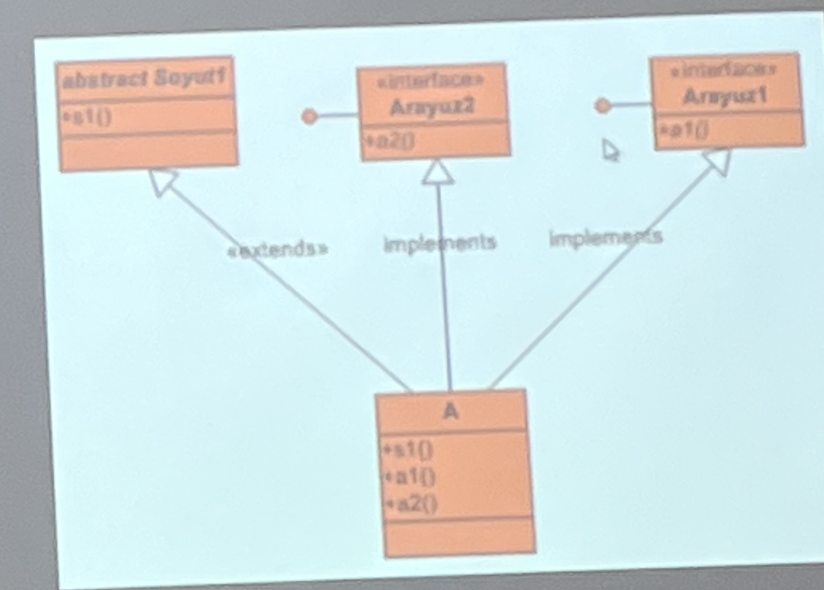 abstract Soyut1
+s1()
«interface»
Arayuz2
+a2()
«interface»
Arayuz1
+a1()
«extends»
implements
implements
A
+s1()
+a1()
+a2()